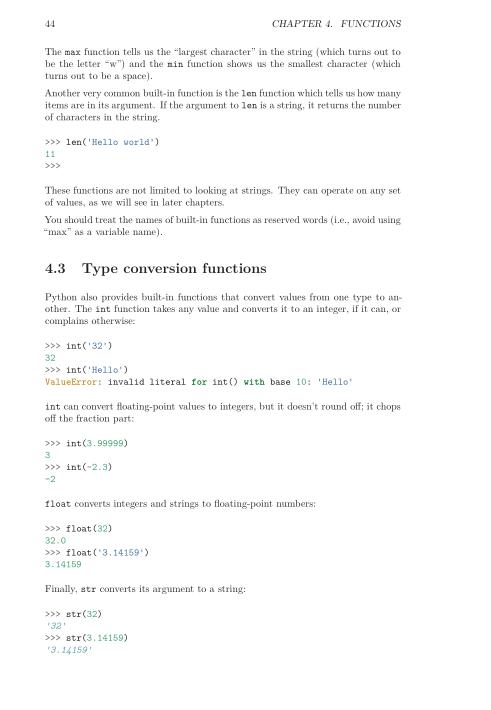 44 CHAPTER 4. FUNCTIONS
The max function tells us the “largest character” in the string (which turns out to
be the letter “w”) and the min function shows us the smallest character (which
turns out to be a space).
Another very common built-in function is the len function which tells us how many
items are in its argument. If the argument to len is a string, it returns the number
of characters in the string.
>>> len('Hello world')
11
>>>
These functions are not limited to looking at strings. They can operate on any set
of values, as we will see in later chapters.
You should treat the names of built-in functions as reserved words (i.e., avoid using
“max” as a variable name).
4.3 Type conversion functions
Python also provides built-in functions that convert values from one type to an-
other. The int function takes any value and converts it to an integer, if it can, or
complains otherwise:
>>> int('32')
32
>>> int('Hello')
ValueError: invalid literal for int() with base 10: 'Hello'
int can convert floating-point values to integers, but it doesn’t round off; it chops
off the fraction part:
>>> int(3.99999)
3
>>> int(-2.3)
-2
float converts integers and strings to floating-point numbers:
>>> float(32)
32.0
>>> float('3.14159')
3.14159
Finally, str converts its argument to a string:
>>> str(32)
'32'
>>> str(3.14159)
'3.14159'